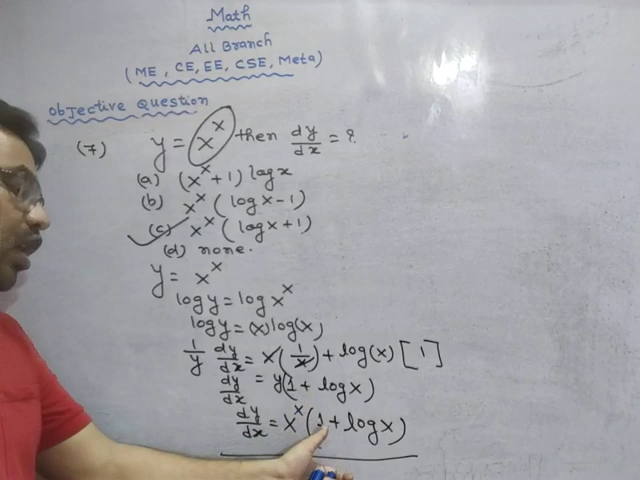 Math
All Branch
(ME, CE, EE, CSE, Meta)
Objective Question
(7) y = x^x then dy/dx = ?
(a) (x^x + 1) log x
(b) x^x (log x - 1)
(c) x^x (log x + 1)
(d) none.
y = x^x
log y = log x^x
log y = (x) log(x)
1/y dy/dx = x(1/x) + log(x) [1]
dy/dx = y(1 + log x)
dy/dx = x^x (1 + log x)